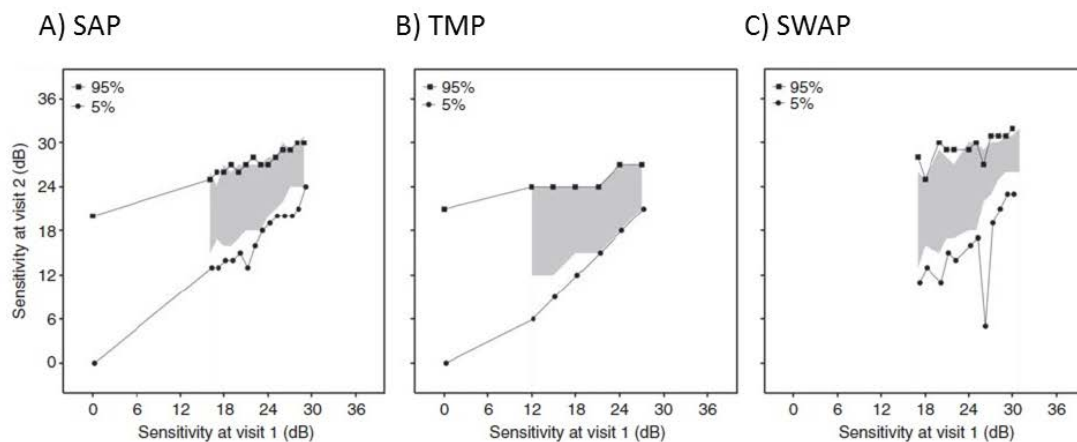 A) SAP
B) TMP
C) SWAP
95%
5%
95%
5%
95%
5%
Sensitivity at visit 2 (dB)
36
30
24
18
12
6
0
0 6 12 18 24 30 36
0 6 12 18 24 30 36
0 6 12 18 24 30 36
Sensitivity at visit 1 (dB)
Sensitivity at visit 1 (dB)
Sensitivity at visit 1 (dB)